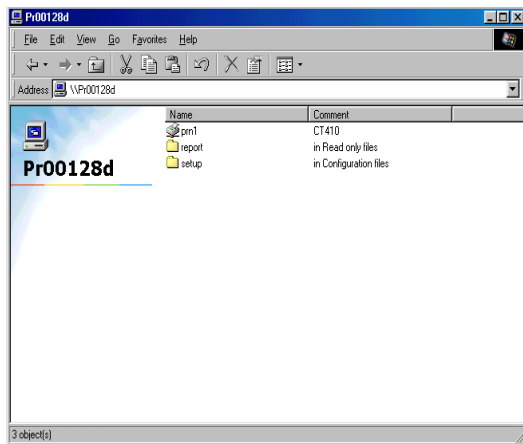 Pr00128d
File Edit View Go Favorites Help
Address \\Pr00128d
Name Comment
prn1 CT410
report in Read only files
setup in Configuration files
Pr00128d
3 object(s)